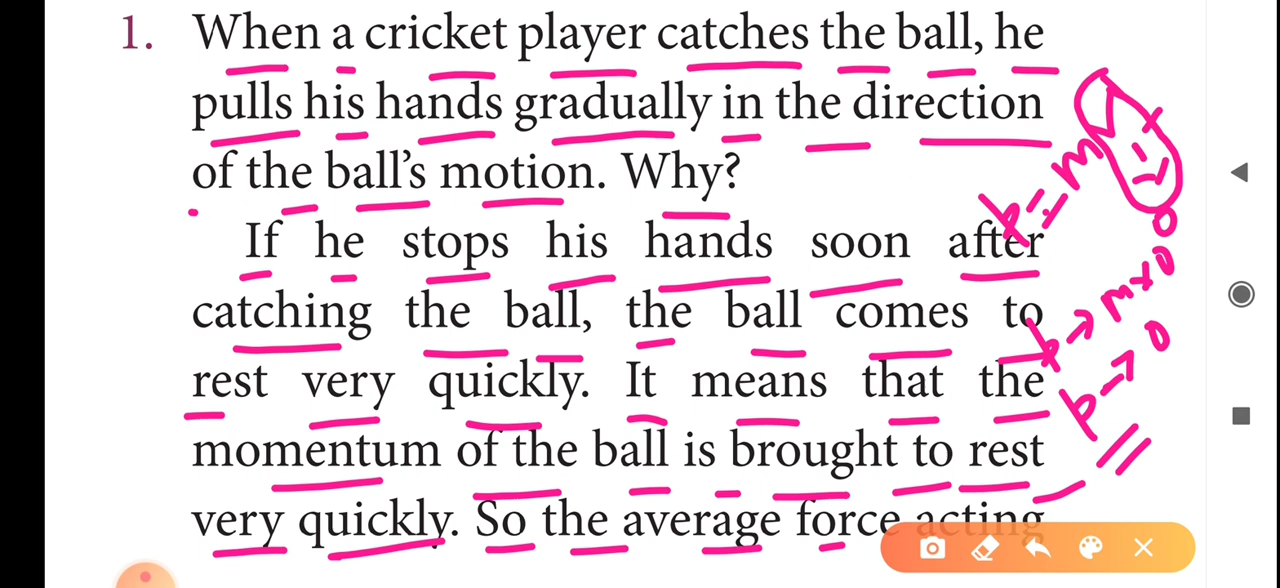 1. When a cricket player catches the ball, he
pulls his hands gradually in the direction
of the ball's motion. Why?
If he stops his hands soon after
catching the ball, the ball comes to
rest very quickly. It means that the
momentum of the ball is brought to rest
very quickly. So the average force acting
p → m×0
p → 0